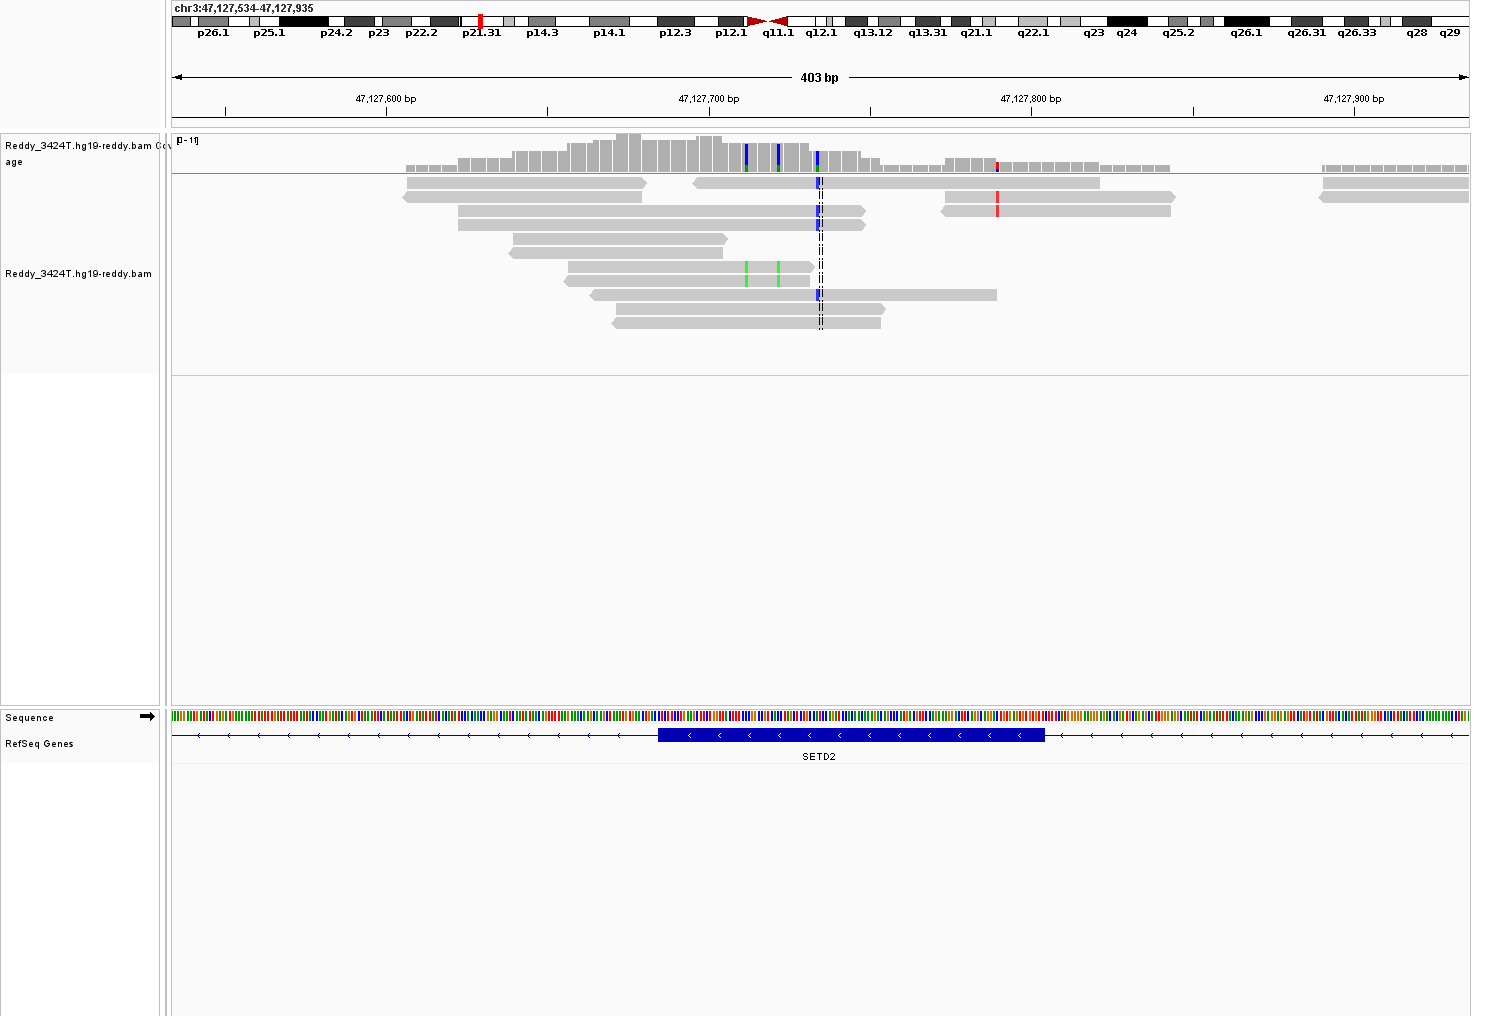 chr3:47,127,534-47,127,935
p26.1 p25.1 p24.2 p23 p22.2 p21.31 p14.3 p14.1 p12.3 p12.1 q11.1 q12.1 q13.12 q13.31 q21.1 q22.1 q23 q24 q25.2 q26.1 q26.31 q26.33 q28 q29
403 bp
47,127,600 bp 47,127,700 bp 47,127,800 bp 47,127,900 bp
[0 - 11]
Reddy_3424T.hg19-reddy.bam Cov
age
Reddy_3424T.hg19-reddy.bam
Sequence
RefSeq Genes
SETD2